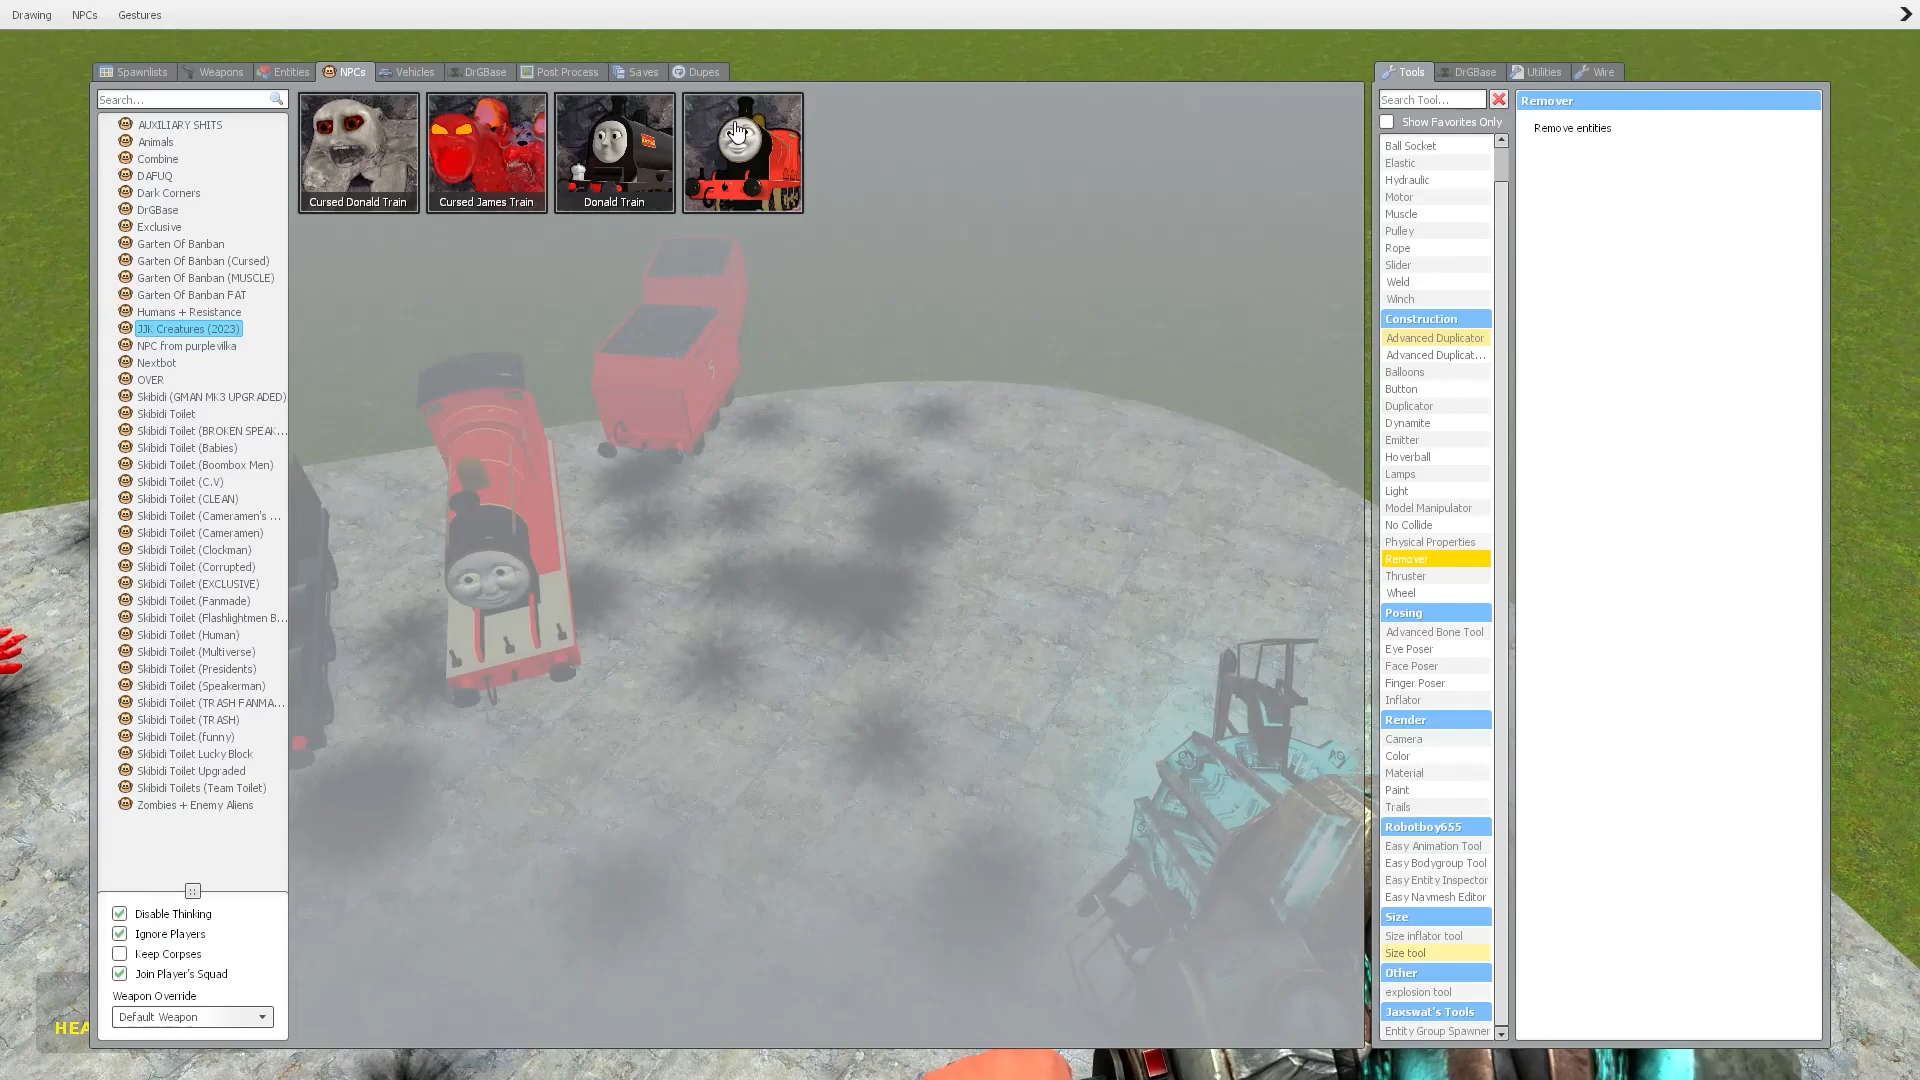 Drawing NPCs Gestures
Spawnlists Weapons Entities NPCs Vehicles DrGBase Post Process Saves Dupes
Search...
AUXILIARY SHITS
Animals
Combine
DAFUQ
Dark Corners
DrGBase
Exclusive
Garten Of Banban
Garten Of Banban (Cursed)
Garten Of Banban (MUSCLE)
Garten Of Banban FAT
Humans + Resistance
JJK Creatures (2023)
NPC from purplevilka
Nextbot
OVER
Skibidi (GMAN MK3 UPGRADED)
Skibidi Toilet
Skibidi Toilet (BROKEN SPEAK...
Skibidi Toilet (Babies)
Skibidi Toilet (Boombox Men)
Skibidi Toilet (C.V)
Skibidi Toilet (CLEAN)
Skibidi Toilet (Cameramen's ...
Skibidi Toilet (Cameramen)
Skibidi Toilet (Clockman)
Skibidi Toilet (Corrupted)
Skibidi Toilet (EXCLUSIVE)
Skibidi Toilet (Fanmade)
Skibidi Toilet (Flashlightmen B...
Skibidi Toilet (Human)
Skibidi Toilet (Multiverse)
Skibidi Toilet (Presidents)
Skibidi Toilet (Speakerman)
Skibidi Toilet (TRASH FANMA...
Skibidi Toilet (TRASH)
Skibidi Toilet (funny)
Skibidi Toilet Lucky Block
Skibidi Toilet Upgraded
Skibidi Toilets (Team Toilet)
Zombies + Enemy Aliens
Disable Thinking
Ignore Players
Keep Corpses
Join Player's Squad
Weapon Override
Default Weapon
HEA
Cursed Donald Train Cursed James Train Donald Train
5
Tools DrGBase Utilities Wire
Search Tool...
Show Favorites Only
Ball Socket
Elastic
Hydraulic
Motor
Muscle
Pulley
Rope
Slider
Weld
Winch
Construction
Advanced Duplicator
Advanced Duplicat...
Balloons
Button
Duplicator
Dynamite
Emitter
Hoverball
Lamps
Light
Model Manipulator
No Collide
Physical Properties
Remover
Thruster
Wheel
Posing
Advanced Bone Tool
Eye Poser
Face Poser
Finger Poser
Inflator
Render
Camera
Color
Material
Paint
Trails
Robotboy655
Easy Animation Tool
Easy Bodygroup Tool
Easy Entity Inspector
Easy Navmesh Editor
Size
Size inflator tool
Size tool
Other
explosion tool
Jaxswat's Tools
Entity Group Spawner
Remover
Remove entities